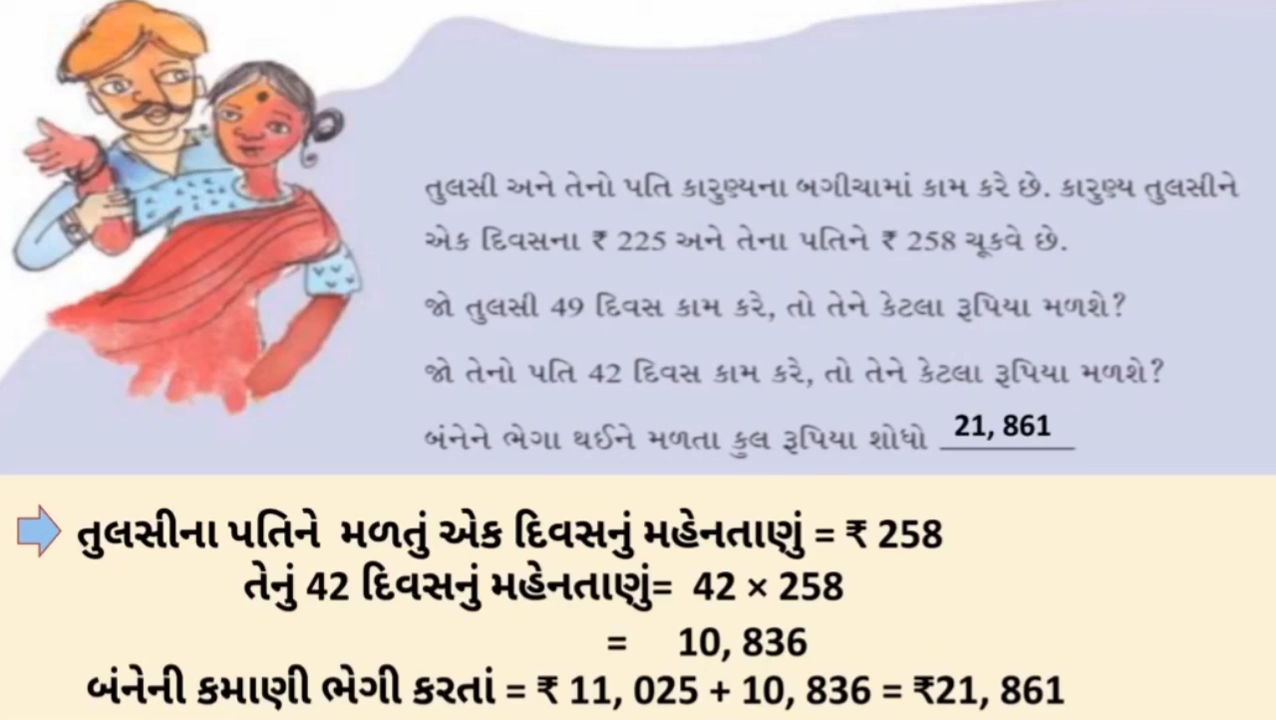 તુલસી અને તેનો પતિ કારુણ્યના બગીચામાં કામ કરે છે. કારુણ્ય તુલસીને
એક દિવસના ₹ 225 અને તેના પતિને ₹ 258 ચૂકવે છે.
જો તુલસી 49 દિવસ કામ કરે, તો તેને કેટલા રૂપિયા મળશે?
જો તેનો પતિ 42 દિવસ કામ કરે, તો તેને કેટલા રૂપિયા મળશે?
બંનેને ભેગા થઈને મળતા કુલ રૂપિયા શોધો 21, 861
તુલસીના પતિને મળતું એક દિવસનું મહેનતાણું = ₹ 258
તેનું 42 દિવસનું મહેનતાણું= 42 × 258
= 10, 836
બંનેની કમાણી ભેગી કરતાં = ₹ 11, 025 + 10, 836 = ₹21, 861